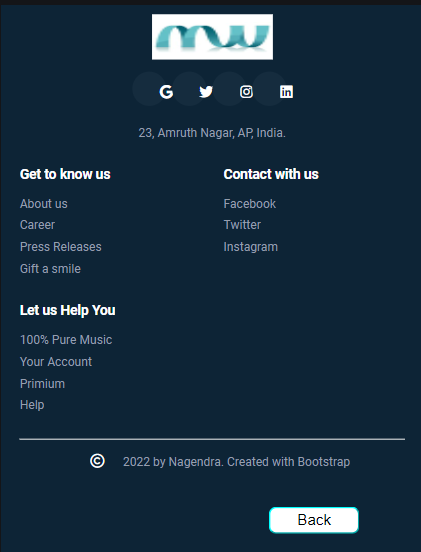 mw
23, Amruth Nagar, AP, India.
Get to know us
About us
Career
Press Releases
Gift a smile
Contact with us
Facebook
Twitter
Instagram
Let us Help You
100% Pure Music
Your Account
Primium
Help
© 2022 by Nagendra. Created with Bootstrap
Back